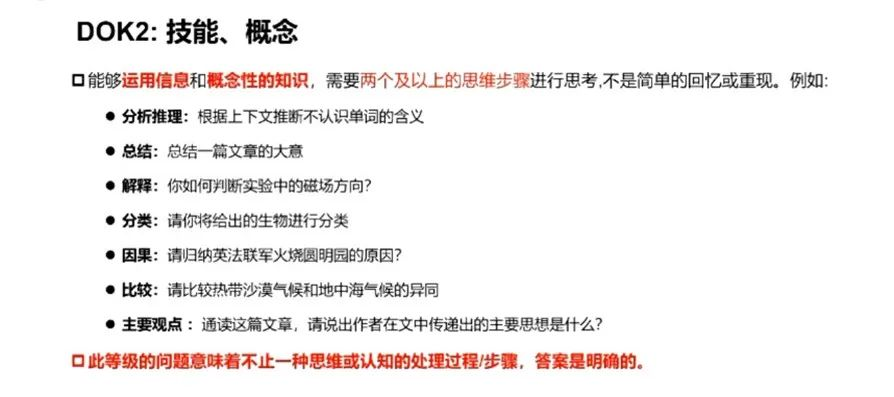 DOK2: 技能、概念
能够运用信息和概念性的知识，需要两个及以上的思维步骤进行思考,不是简单的回忆或重现。例如:
● 分析推理：根据上下文推断不认识单词的含义
● 总结：总结一篇文章的大意
● 解释：你如何判断实验中的磁场方向？
● 分类：请你将给出的生物进行分类
● 因果：请归纳英法联军火烧圆明园的原因？
● 比较：请比较热带沙漠气候和地中海气候的异同
● 主要观点 ：通读这篇文章，请说出作者在文中传递出的主要思想是什么？
此等级的问题意味着不止一种思维或认知的处理过程/步骤，答案是明确的。